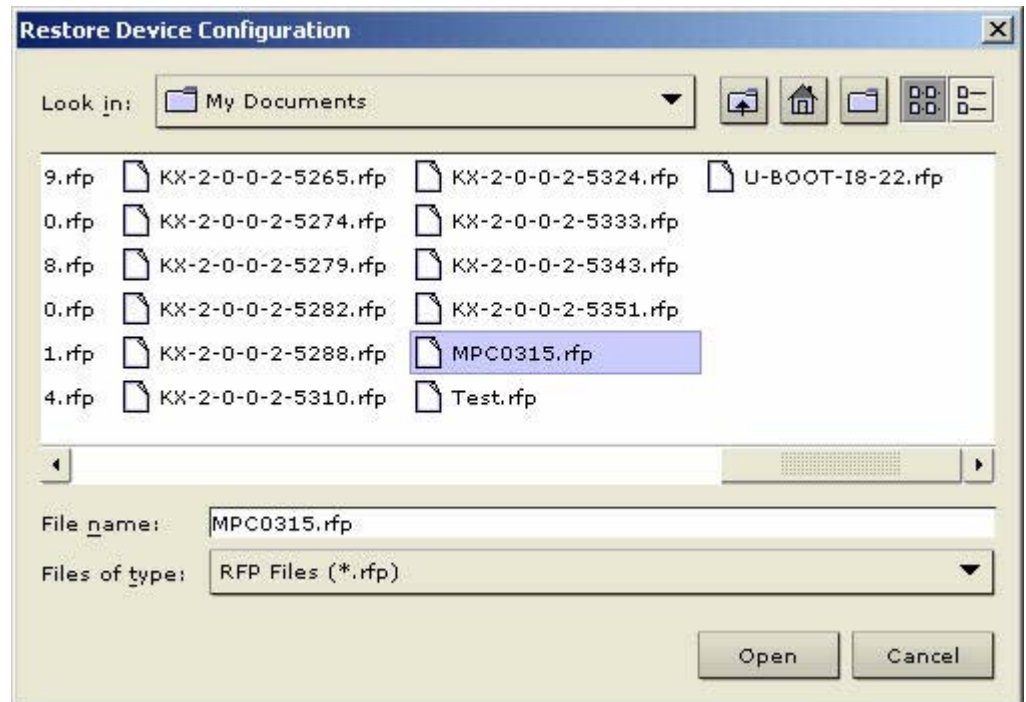 Restore Device Configuration
Look in: My Documents
9.rfp KX-2-0-0-2-5265.rfp KX-2-0-0-2-5324.rfp U-BOOT-I8-22.rfp
0.rfp KX-2-0-0-2-5274.rfp KX-2-0-0-2-5333.rfp
8.rfp KX-2-0-0-2-5279.rfp KX-2-0-0-2-5343.rfp
0.rfp KX-2-0-0-2-5282.rfp KX-2-0-0-2-5351.rfp
1.rfp KX-2-0-0-2-5288.rfp MPC0315.rfp
4.rfp KX-2-0-0-2-5310.rfp Test.rfp
File name: MPC0315.rfp
Files of type: RFP Files (*.rfp)
Open Cancel